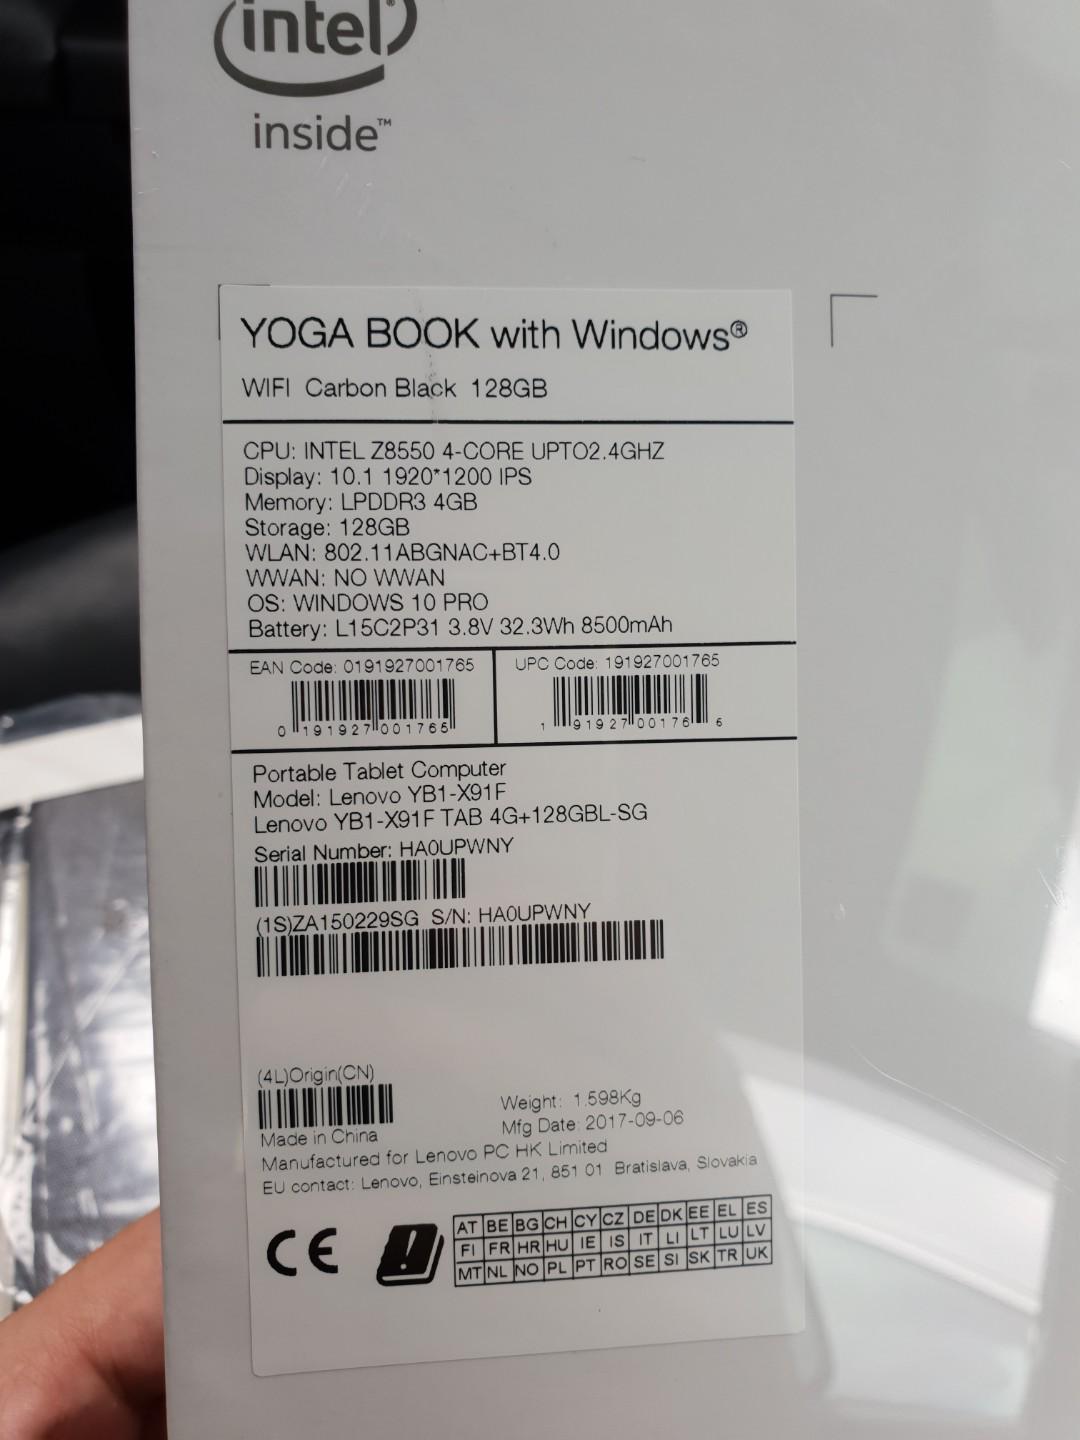 intel®
inside™
YOGA BOOK with Windows®
WIFI Carbon Black 128GB
CPU: INTEL Z8550 4-CORE UPTO2.4GHZ
Display: 10.1 1920*1200 IPS
Memory: LPDDR3 4GB
Storage: 128GB
WLAN: 802.11ABGNAC+BT4.0
WWAN: NO WWAN
OS: WINDOWS 10 PRO
Battery: L15C2P31 3.8V 32.3Wh 8500mAh
EAN Code: 0191927001765 UPC Code: 191927001765
0 191927 001765 1 91927 00176 6
Portable Tablet Computer
Model: Lenovo YB1-X91F
Lenovo YB1-X91F TAB 4G+128GBL-SG
Serial Number: HA0UPWNY
(1S)ZA150229SG S/N: HA0UPWNY
(4L)Origin(CN)
Weight: 1.598Kg
Made in China Mfg Date: 2017-09-06
Manufactured for Lenovo PC HK Limited
EU contact: Lenovo, Einsteinova 21, 851 01 Bratislava, Slovakia
CE ! AT BE BG CH CY CZ DE DK EE EL ES
FI FR HR HU IE IS IT LI LT LU LV
MT NL NO PL PT RO SE SI SK TR UK